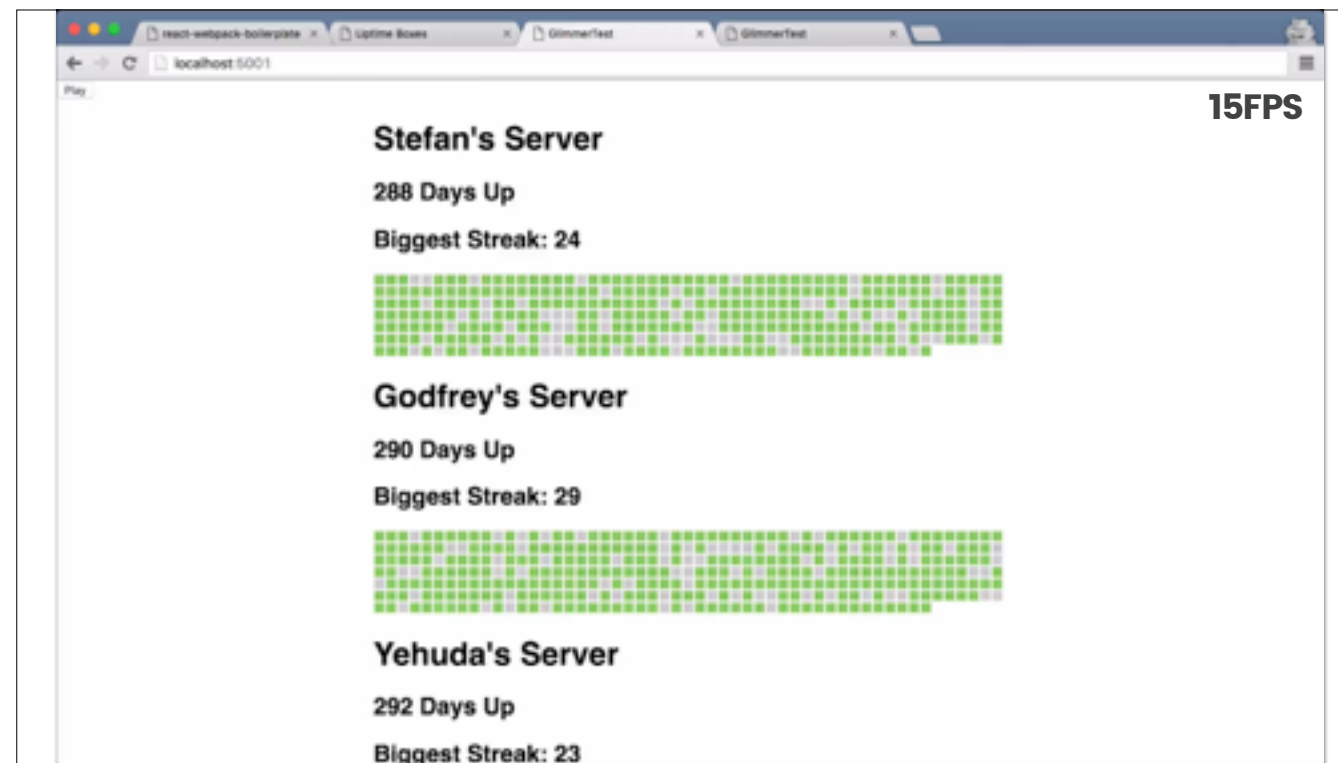 react-webpack-boilerplate
Uptime Boxes
GlimmerTest
GlimmerTest
localhost:5001
Play
15FPS
Stefan's Server
288 Days Up
Biggest Streak: 24
Godfrey's Server
290 Days Up
Biggest Streak: 29
Yehuda's Server
292 Days Up
Biggest Streak: 23